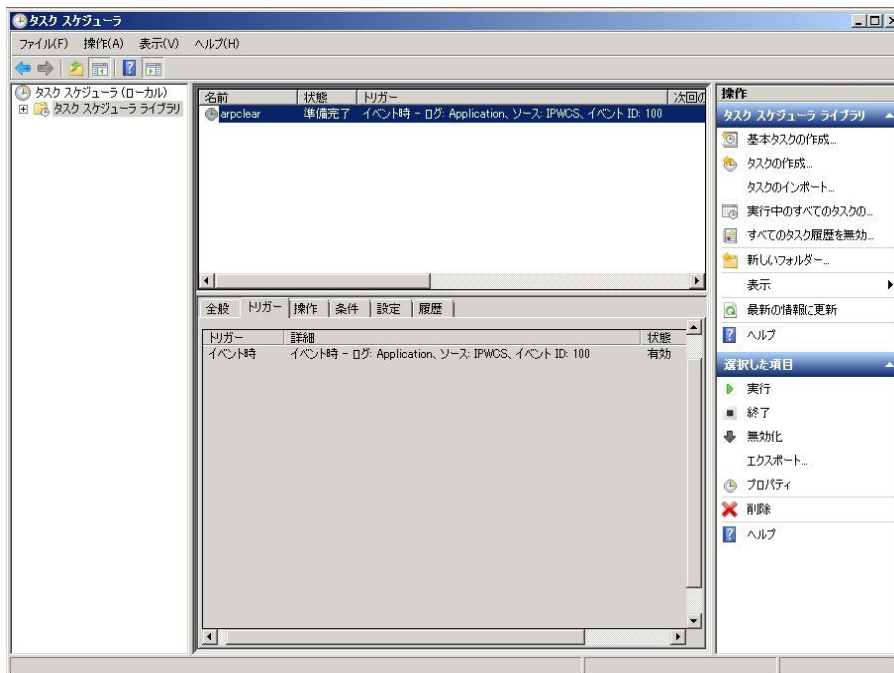 タスク スケジューラ
ファイル(F) 操作(A) 表示(V) ヘルプ(H)
タスク スケジューラ (ローカル)
タスク スケジューラ ライブラリ
名前 状態 トリガー 次回の
arpclear 準備完了 イベント時 - ログ: Application、ソース: IPWCS、イベント ID: 100
全般 トリガー 操作 条件 設定 履歴
トリガー 詳細 状態
イベント時 イベント時 - ログ: Application、ソース: IPWCS、イベント ID: 100 有効
操作
タスク スケジューラ ライブラリ
基本タスクの作成...
タスクの作成...
タスクのインポート...
実行中のすべてのタスクの...
すべてのタスク履歴を無効...
新しいフォルダー...
表示
最新の情報に更新
ヘルプ
選択した項目
実行
終了
無効化
エクスポート...
プロパティ
削除
ヘルプ